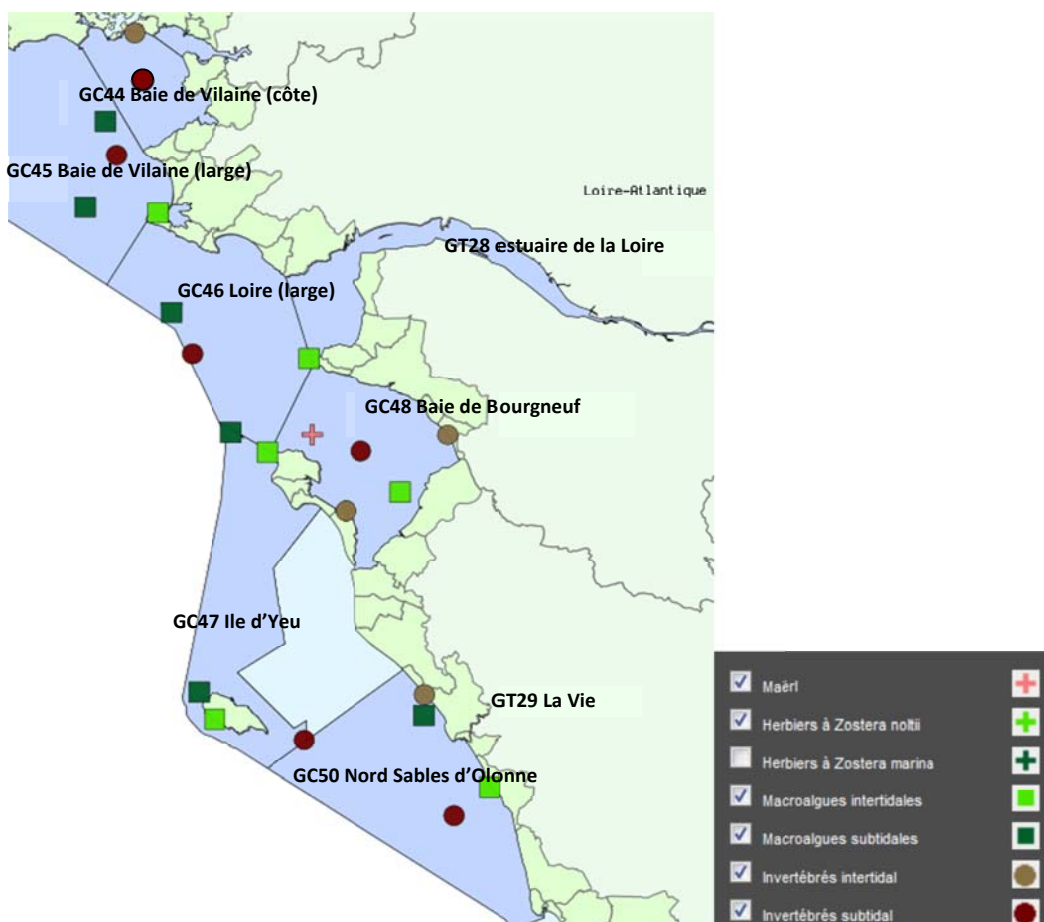 GC44 Baie de Vilaine (côte)
GC45 Baie de Vilaine (large)
Loire-Atlantique
GT28 estuaire de la Loire
GC46 Loire (large)
GC48 Baie de Bourgneuf
GC47 Ile d’Yeu
GT29 La Vie
GC50 Nord Sables d’Olonne
Maërl
Herbiers à Zostera noltii
Herbiers à Zostera marina
Macroalgues intertidales
Macroalgues subtidales
Invertébrés intertidal
Invertébrés subtidal